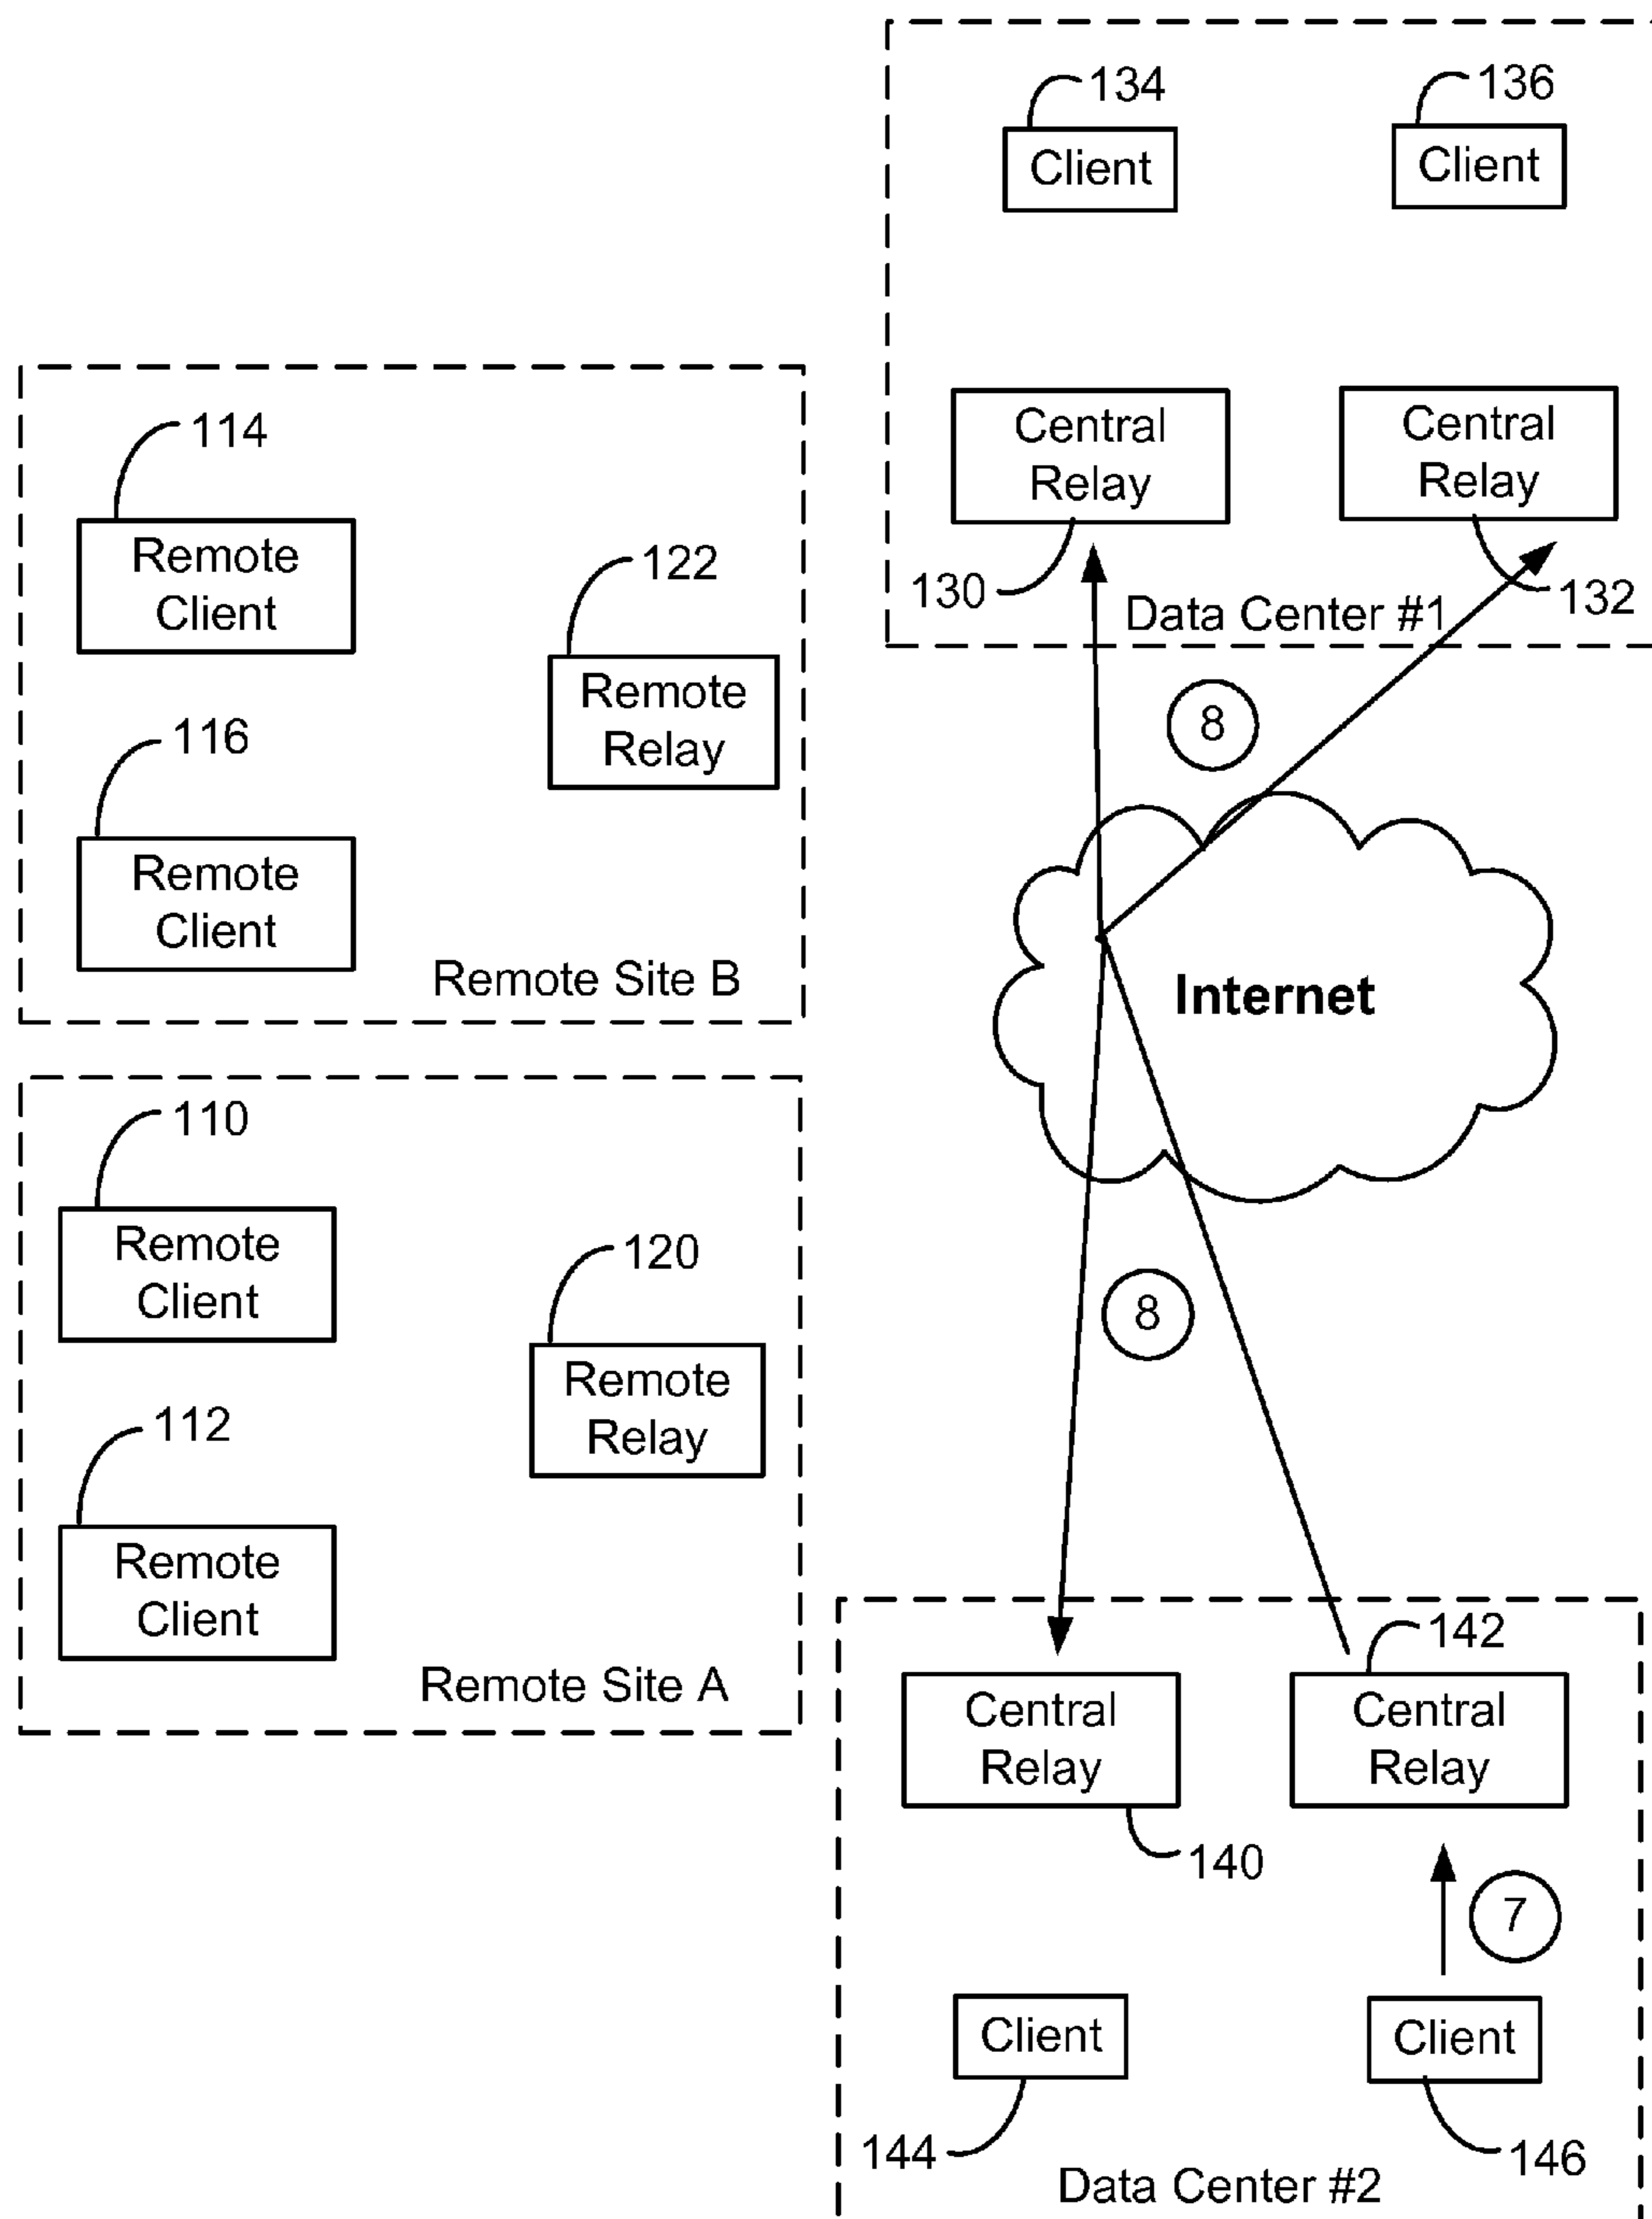 134
136
Client
Client
Central
Relay
Central
Relay
130
132
Data Center #1
114
Remote
Client
122
Remote
Relay
116
Remote
Client
Remote Site B
8
Internet
110
Remote
Client
120
Remote
Relay
112
Remote
Client
Remote Site A
8
142
Central
Relay
Central
Relay
140
7
Client
Client
144
146
Data Center #2